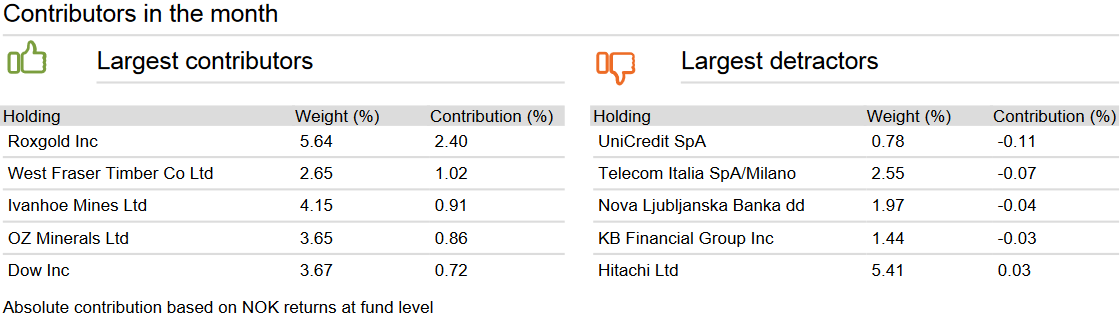 Contributors in the month
Largest contributors
Holding Weight (%) Contribution (%)
Roxgold Inc 5.64 2.40
West Fraser Timber Co Ltd 2.65 1.02
Ivanhoe Mines Ltd 4.15 0.91
OZ Minerals Ltd 3.65 0.86
Dow Inc 3.67 0.72
Largest detractors
Holding Weight (%) Contribution (%)
UniCredit SpA 0.78 -0.11
Telecom Italia SpA/Milano 2.55 -0.07
Nova Ljubljanska Banka dd 1.97 -0.04
KB Financial Group Inc 1.44 -0.03
Hitachi Ltd 5.41 0.03
Absolute contribution based on NOK returns at fund level